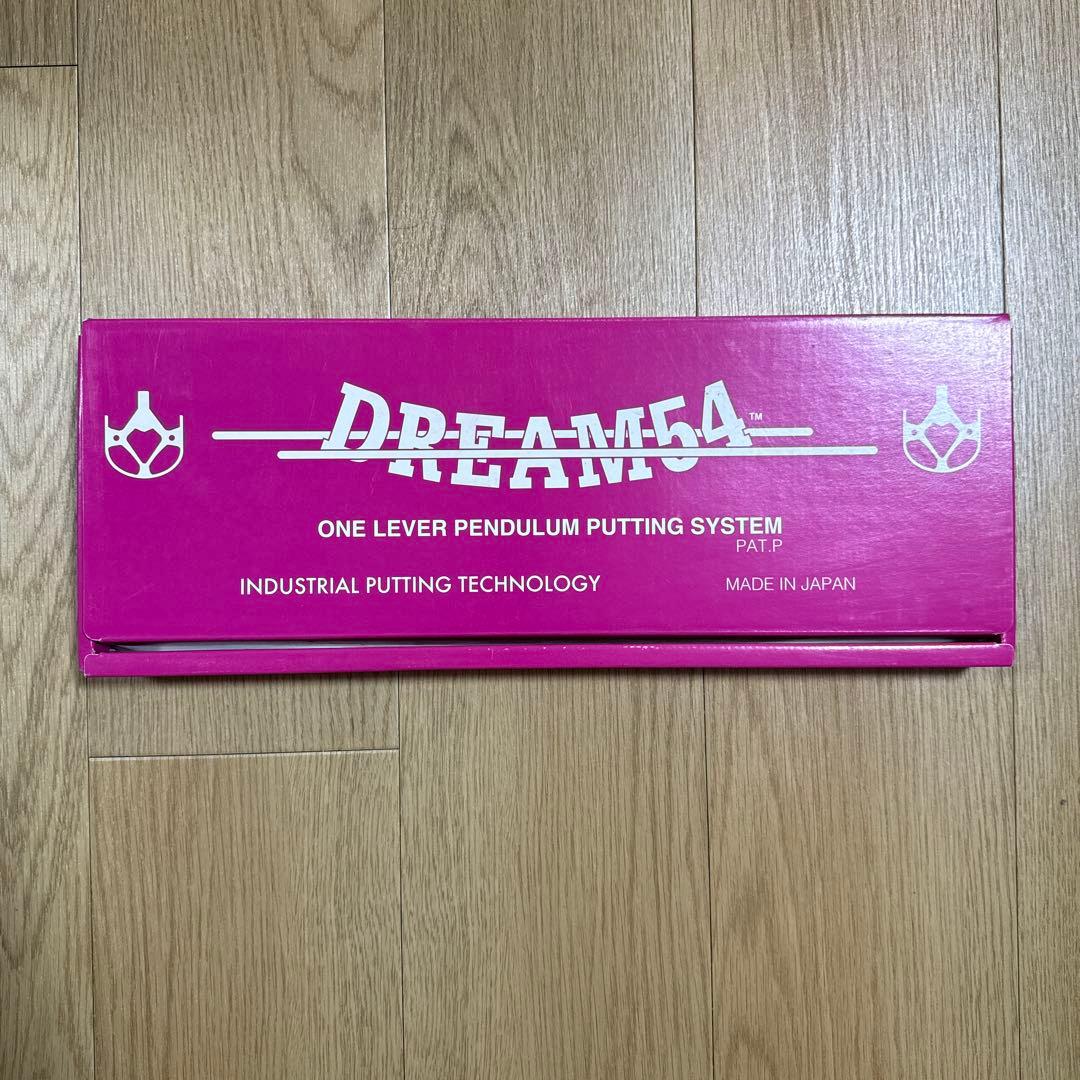 DREAM54™
ONE LEVER PENDULUM PUTTING SYSTEM
PAT.P
INDUSTRIAL PUTTING TECHNOLOGY
MADE IN JAPAN